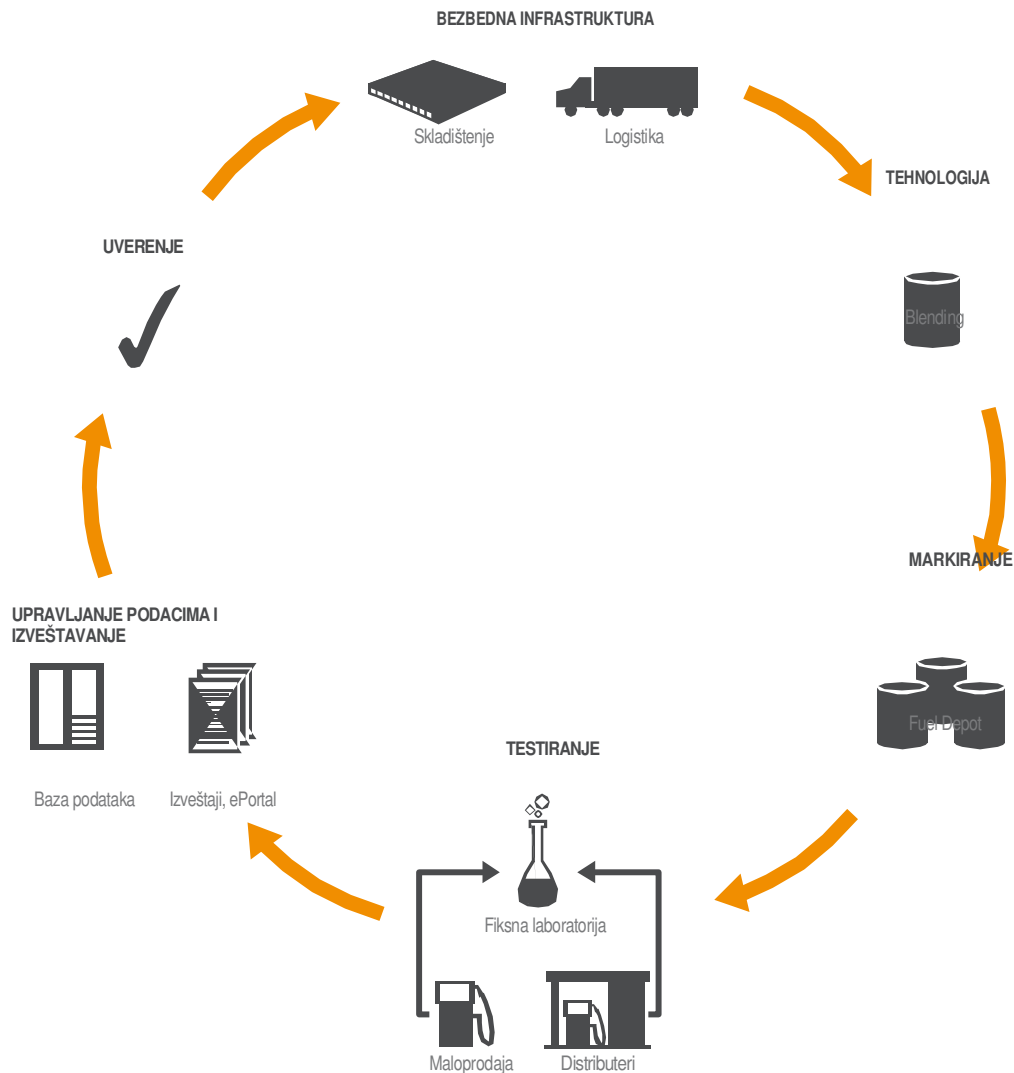 BEZBEDNA INFRASTRUKTURA
Skladištenje
Logistika
TEHNOLOGIJA
Blending
MARKIRANJE
Fuel Depot
TESTIRANJE
Fiksna laboratorija
Maloprodaja
Distributeri
UPRAVLJANJE PODACIMA I
IZVEŠTAVANJE
Baza podataka
Izveštaji, ePortal
UVERENJE